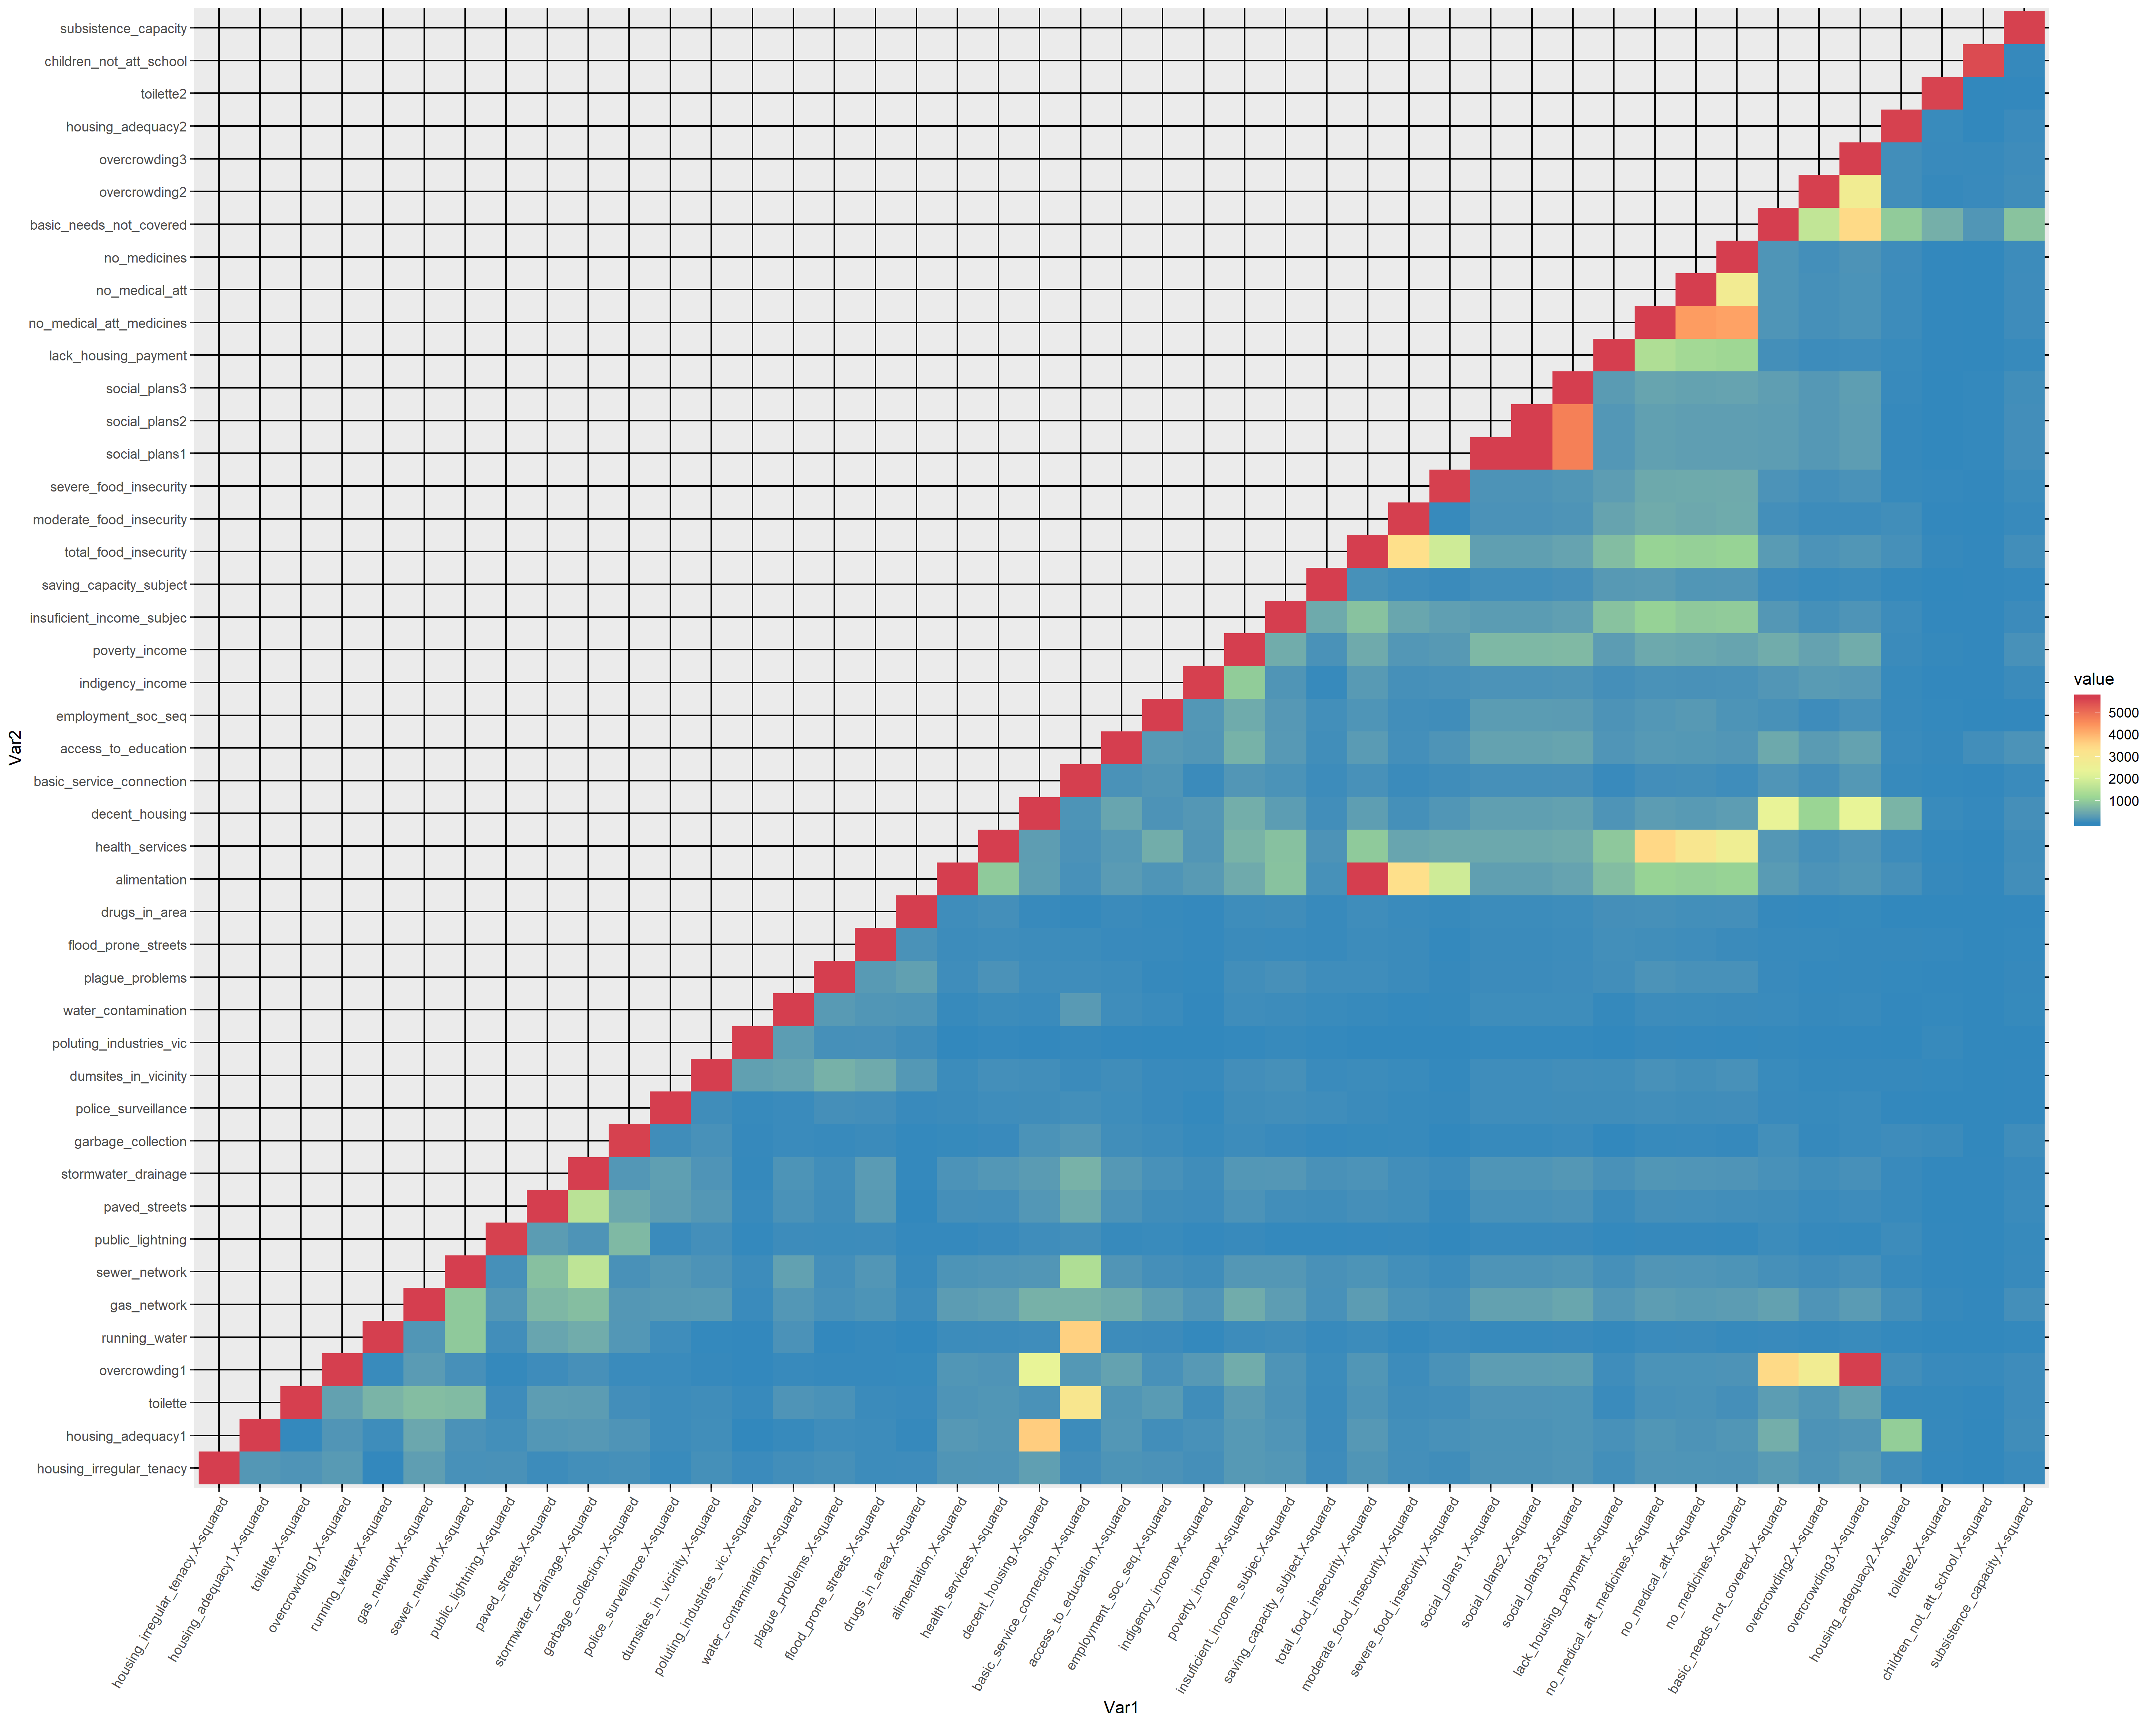 subsistence_capacity
children_not_att_school
toilette2
housing_adequacy2
overcrowding3
overcrowding2
basic_needs_not_covered
no_medicines
no_medical_att
no_medical_att_medicines
lack_housing_payment
social_plans3
social_plans2
social_plans1
severe_food_insecurity
moderate_food_insecurity
total_food_insecurity
saving_capacity_subject
insuficient_income_subjec
poverty_income
indigency_income
employment_soc_seq
access_to_education
basic_service_connection
decent_housing
health_services
alimentation
drugs_in_area
flood_prone_streets
plague_problems
water_contamination
poluting_industries_vic
dumsites_in_vicinity
police_surveillance
garbage_collection
stormwater_drainage
paved_streets
public_lightning
sewer_network
gas_network
running_water
overcrowding1
toilette
housing_adequacy1
housing_irregular_tenacy
Var2
housing_irregular_tenacy.X-squared
housing_adequacy1.X-squared
toilette.X-squared
overcrowding1.X-squared
running_water.X-squared
gas_network.X-squared
sewer_network.X-squared
public_lightning.X-squared
paved_streets.X-squared
stormwater_drainage.X-squared
garbage_collection.X-squared
police_surveillance.X-squared
dumsites_in_vicinity.X-squared
poluting_industries_vic.X-squared
water_contamination.X-squared
plague_problems.X-squared
flood_prone_streets.X-squared
drugs_in_area.X-squared
alimentation.X-squared
health_services.X-squared
decent_housing.X-squared
basic_service_connection.X-squared
access_to_education.X-squared
employment_soc_seq.X-squared
indigency_income.X-squared
poverty_income.X-squared
insuficient_income_subjec.X-squared
saving_capacity_subject.X-squared
total_food_insecurity.X-squared
moderate_food_insecurity.X-squared
severe_food_insecurity.X-squared
social_plans1.X-squared
social_plans2.X-squared
social_plans3.X-squared
lack_housing_payment.X-squared
no_medical_att_medicines.X-squared
no_medical_att.X-squared
no_medicines.X-squared
basic_needs_not_covered.X-squared
overcrowding2.X-squared
overcrowding3.X-squared
housing_adequacy2.X-squared
toilette2.X-squared
children_not_att_school.X-squared
subsistence_capacity.X-squared
Var1
value
5000
4000
3000
2000
1000